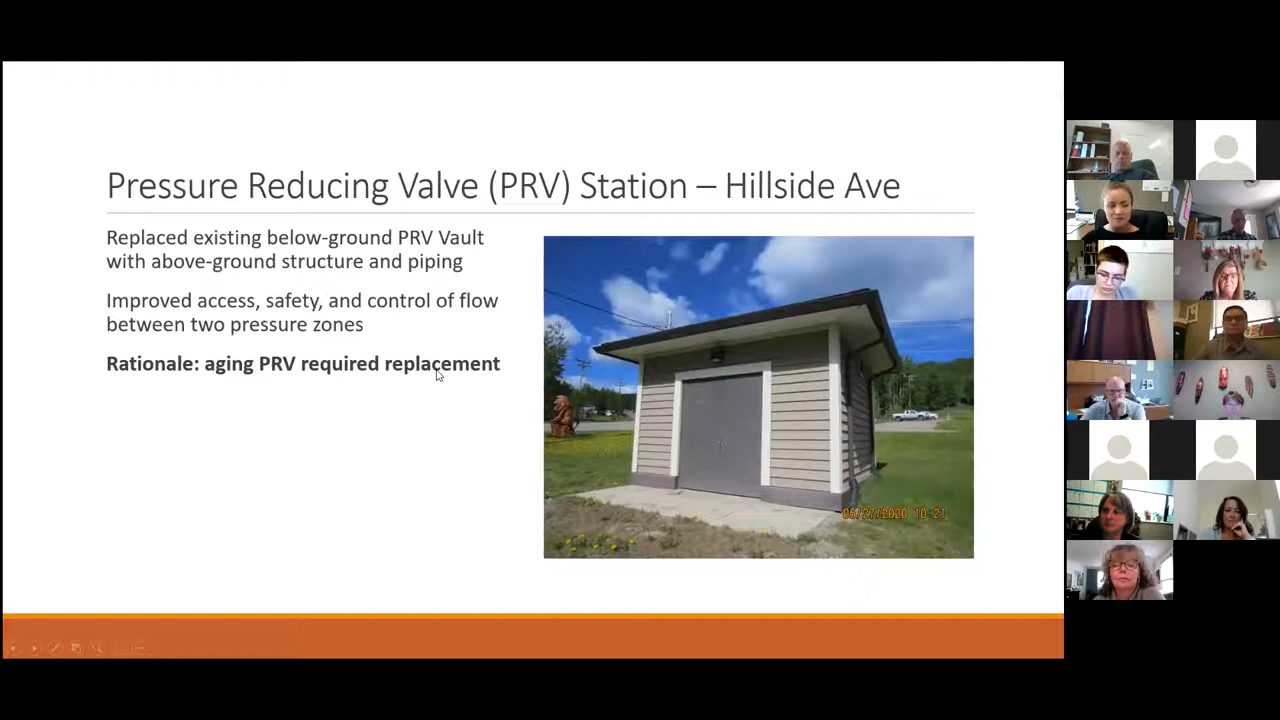 Pressure Reducing Valve (PRV) Station – Hillside Ave
Replaced existing below-ground PRV Vault
with above-ground structure and piping
Improved access, safety, and control of flow
between two pressure zones
Rationale: aging PRV required replacement
05/27/2020 10:21